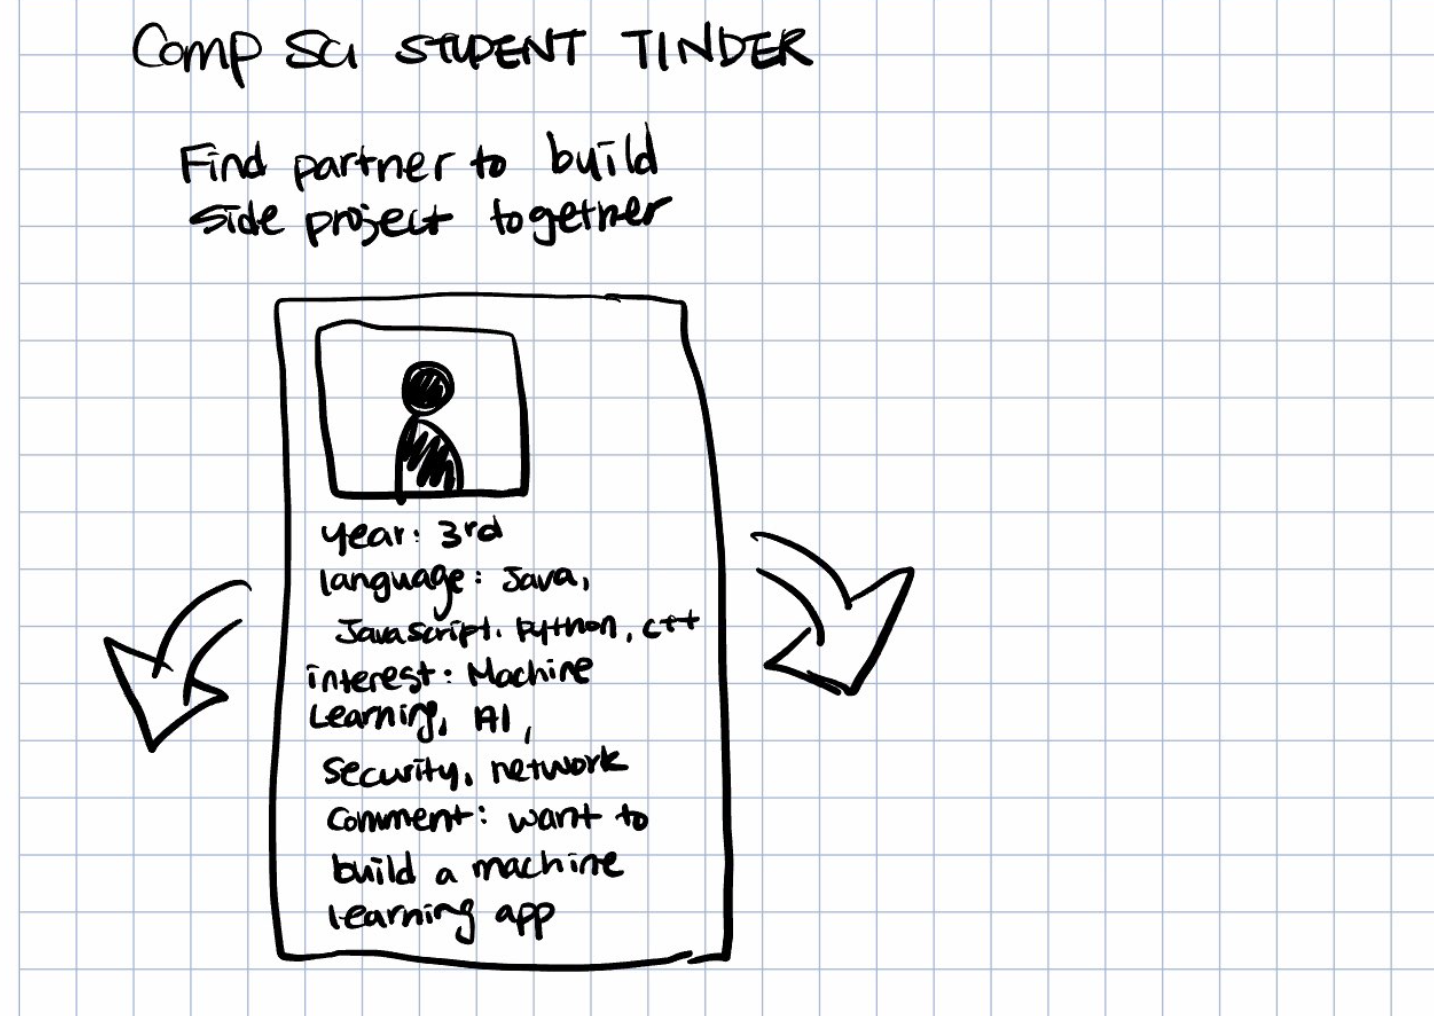 Comp Sci STUDENT TINDER
Find partner to build
side project together
year: 3rd
language: Java,
Javascript, Python, c++
interest: Machine
Learning, AI,
security, network
comment: want to
build a machine
learning app